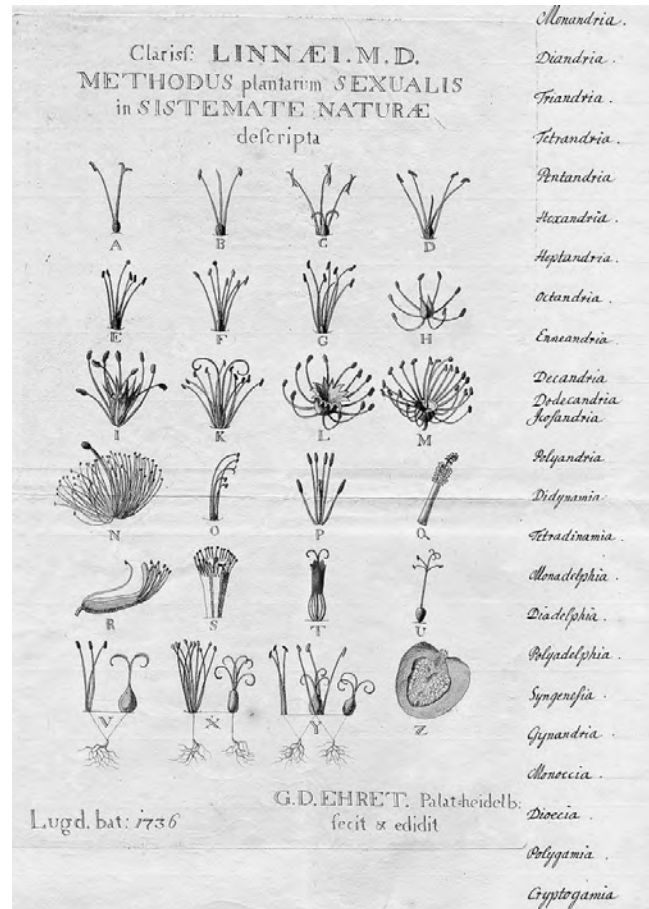 Clarisſ: LINNÆI. M. D.
METHODUS plantarum SEXUALIS
in SISTEMATE NATURÆ
deſcripta
A B C D
E F G H
I K L M
N O P Q
R S T U
V X Y Z
Lugd. bat: 1736
G.D. EHRET. Palat-heidelb:
fecit & edidit
Monandria.
Diandria.
Triandria.
Tetrandria.
Pentandria
Hexandria.
Heptandria.
Octandria.
Enneandria.
Decandria
Dodecandria
Icosandria
Polyandria.
Didynamia.
Tetradinamia.
Monadelphia.
Diadelphia.
Polyadelphia.
Syngenesia.
Gynandria.
Monoecia.
Dioecia.
Polygamia.
Cryptogamia